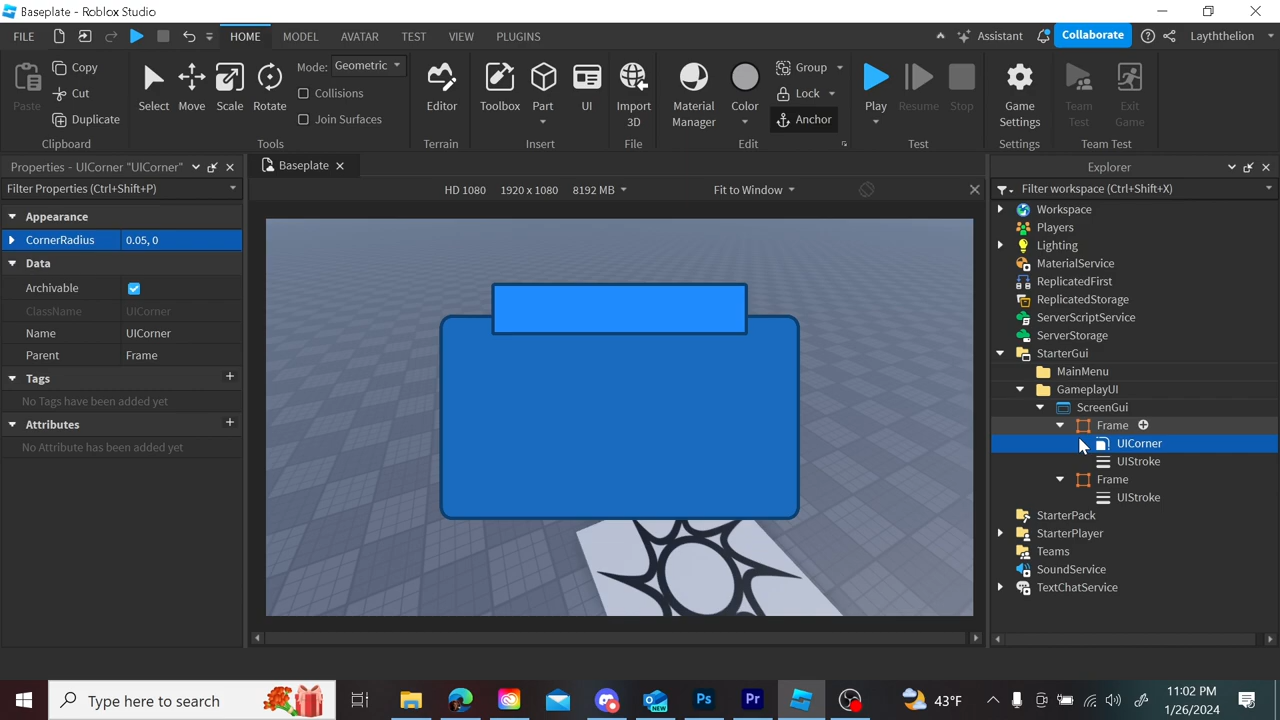 Baseplate - Roblox Studio
FILE HOME MODEL AVATAR TEST VIEW PLUGINS Assistant Collaborate Layththelion
Paste Copy Cut Duplicate Clipboard
Select Move Scale Rotate Mode: Geometric Collisions Join Surfaces Tools
Editor Terrain
Toolbox Part UI Insert
Import 3D File
Material Manager Color Group Lock Anchor Edit
Play Resume Stop Test
Game Settings Settings
Team Test Exit Game Team Test
Properties - UICorner "UICorner"
Filter Properties (Ctrl+Shift+P)
Appearance
CornerRadius 0.05, 0
Data
Archivable
ClassName UICorner
Name UICorner
Parent Frame
Tags +
No Tags have been added yet
Attributes +
No Attribute has been added yet
Baseplate
HD 1080 1920 x 1080 8192 MB Fit to Window
Explorer
Filter workspace (Ctrl+Shift+X)
Workspace
Players
Lighting
MaterialService
ReplicatedFirst
ReplicatedStorage
ServerScriptService
ServerStorage
StarterGui
MainMenu
GameplayUI
ScreenGui
Frame
UICorner
UIStroke
Frame
UIStroke
StarterPack
StarterPlayer
Teams
SoundService
TextChatService
Type here to search
NEW
Ps
Pr
43°F
11:02 PM
1/26/2024